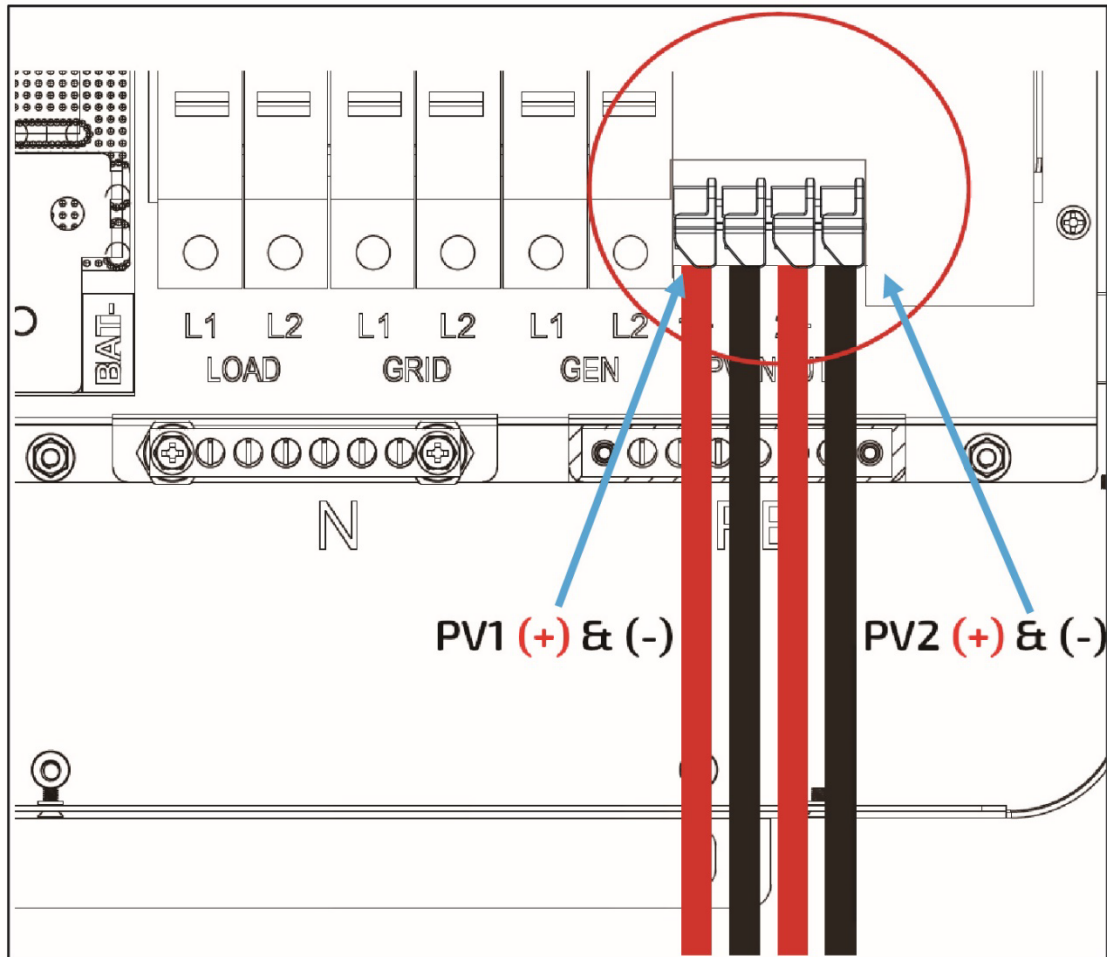 BAT-
L1 L2 L1 L2 L1 L2
LOAD GRID GEN
N
PV1 (+) & (-) PV2 (+) & (-)